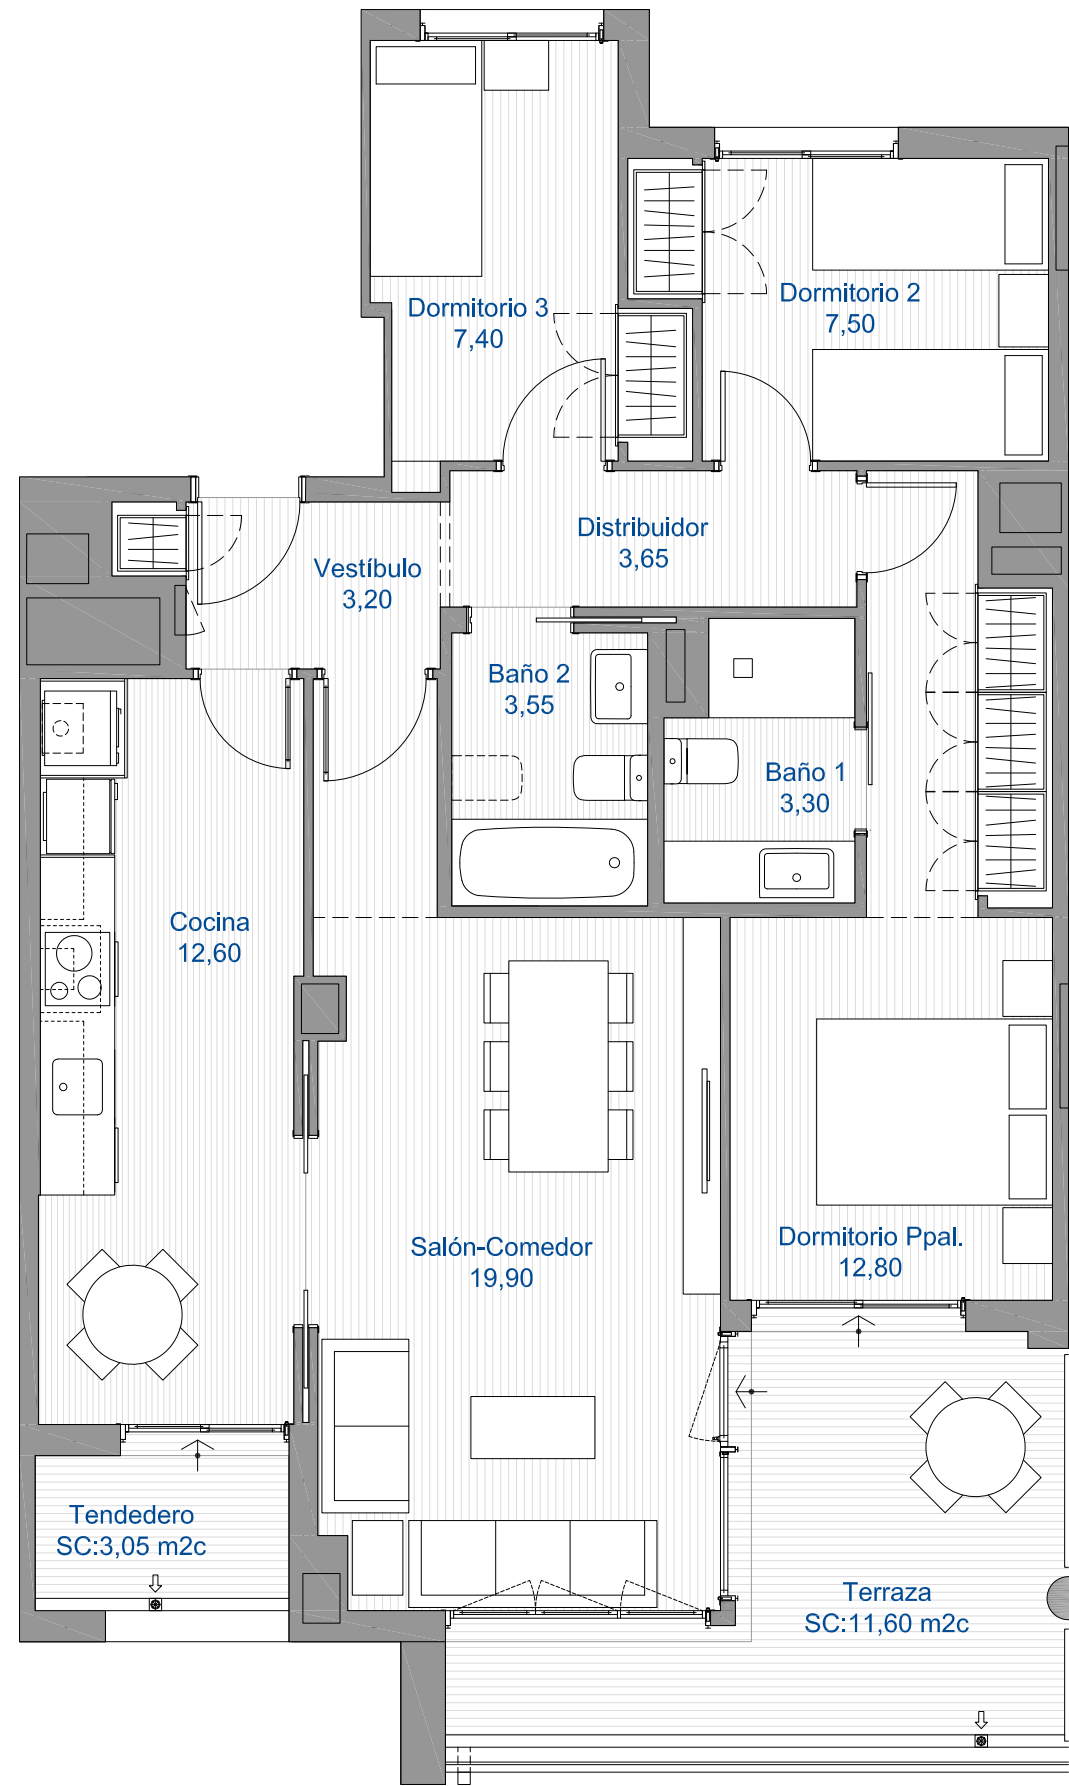 Dormitorio 3
7,40
Dormitorio 2
7,50
Distribuidor
3,65
Vestíbulo
3,20
Baño 2
3,55
Baño 1
3,30
Cocina
12,60
Salón-Comedor
19,90
Dormitorio Ppal.
12,80
Tendedero
SC:3,05 m2c
Terraza
SC:11,60 m2c